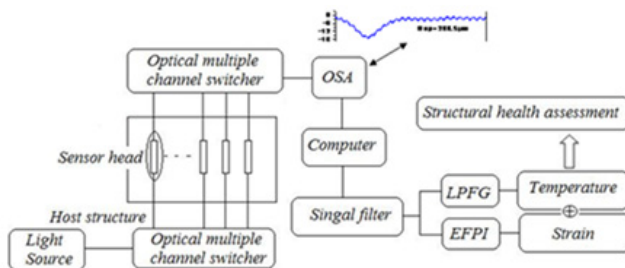 Optical multiple
channel switcher
OSA
Structural health assessment
Computer
Sensor head
LPFG
Temperature
Singal filter
Host structure
EFPI
Strain
Light
Source
Optical multiple
channel switcher